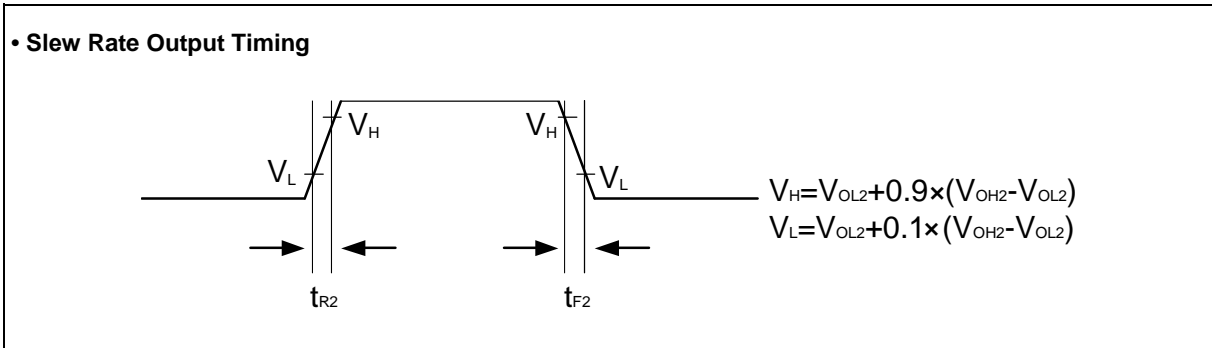 • Slew Rate Output Timing
VH VH
VL VL
VH=VOL2+0.9×(VOH2-VOL2)
VL=VOL2+0.1×(VOH2-VOL2)
tR2 tF2